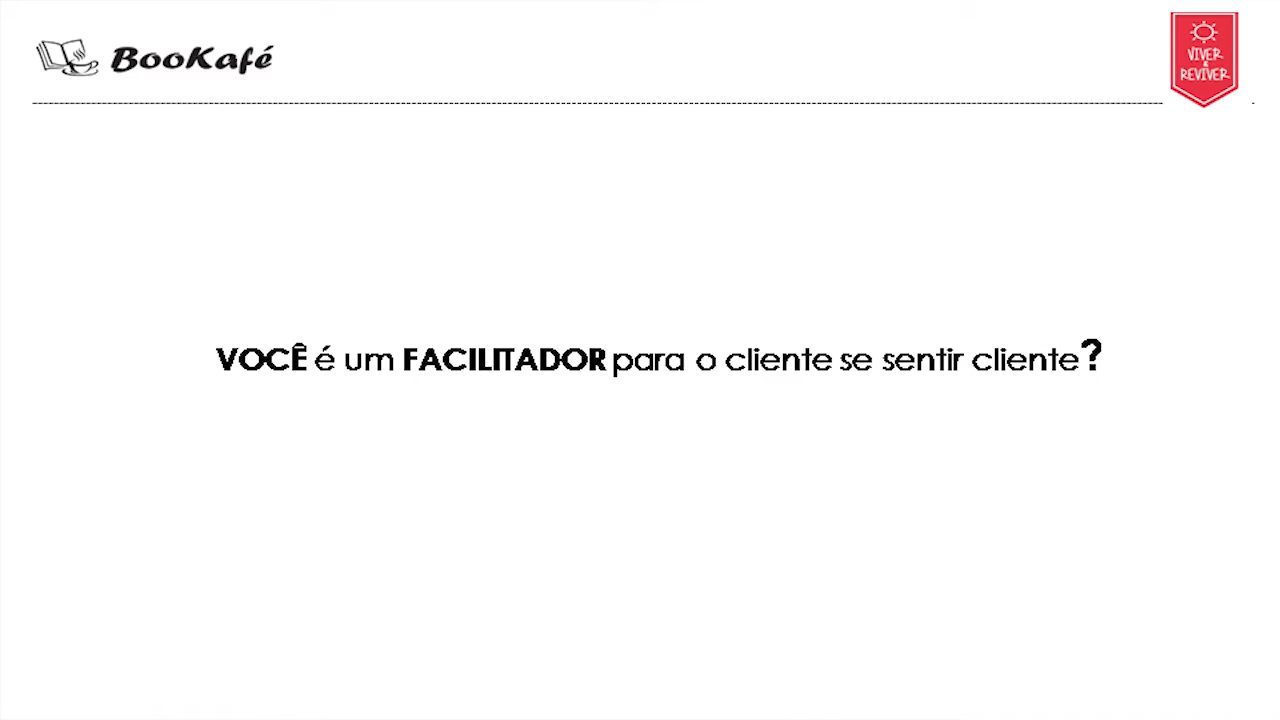 BooKafé
VIVER
&
REVIVER
VOCÊ é um FACILITADOR para o cliente se sentir cliente?